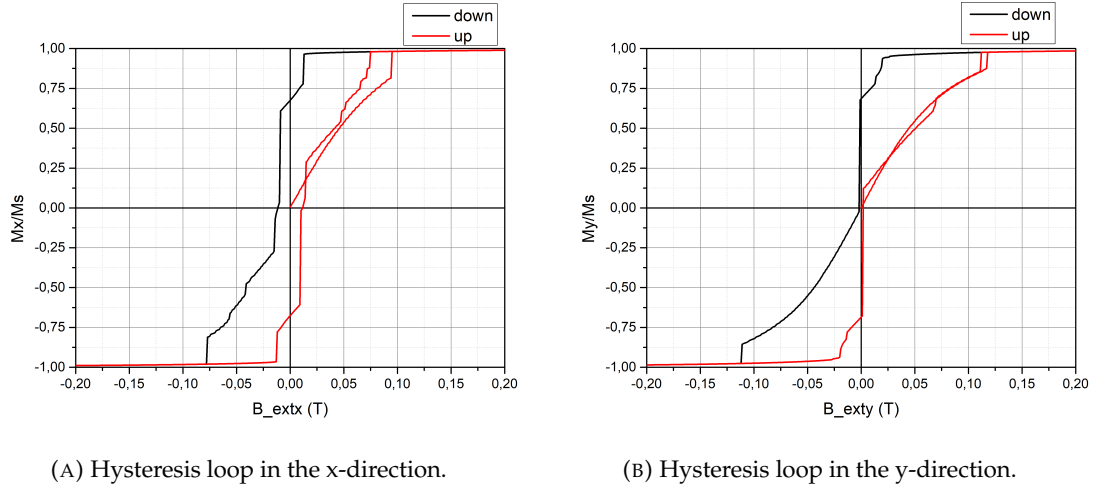 down
up
1,00
0,75
0,50
0,25
0,00
-0,25
-0,50
-0,75
-1,00
Mx/Ms
-0,20 -0,15 -0,10 -0,05 0,00 0,05 0,10 0,15 0,20
B_extx (T)
(A) Hysteresis loop in the x-direction.
down
up
1,00
0,75
0,50
0,25
0,00
-0,25
-0,50
-0,75
-1,00
My/Ms
-0,20 -0,15 -0,10 -0,05 0,00 0,05 0,10 0,15 0,20
B_exty (T)
(B) Hysteresis loop in the y-direction.